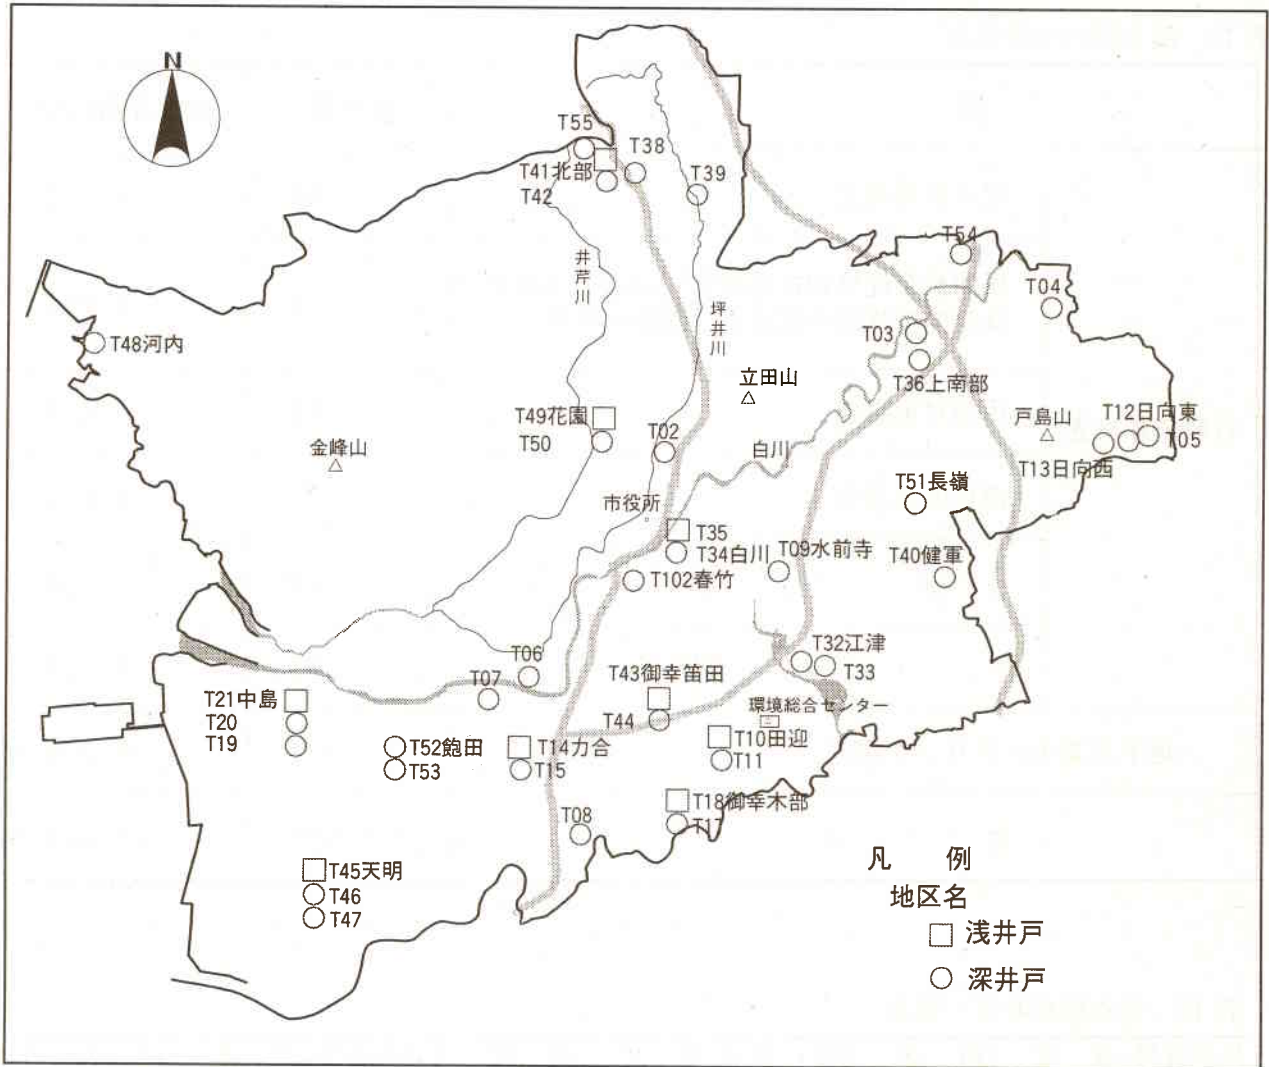 N
T55
T38
T41北部
T42
T39
T54
T04
井芹川
坪井川
T03
T36上南部
T48河内
立田山
戸島山
T12日向東
T05
T13日向西
T49花園
T50
T02
金峰山
白川
T51長嶺
市役所
T35
T34白川
T09水前寺
T40健軍
T102春竹
T32江津
T33
T06
T07
T43御幸笛田
T44
環境総合センター
T21中島
T20
T19
T52飽田
T53
T14力合
T15
T10田迎
T11
T18御幸木部
T17
T08
T45天明
T46
T47
凡 例
地区名
浅井戸
深井戸